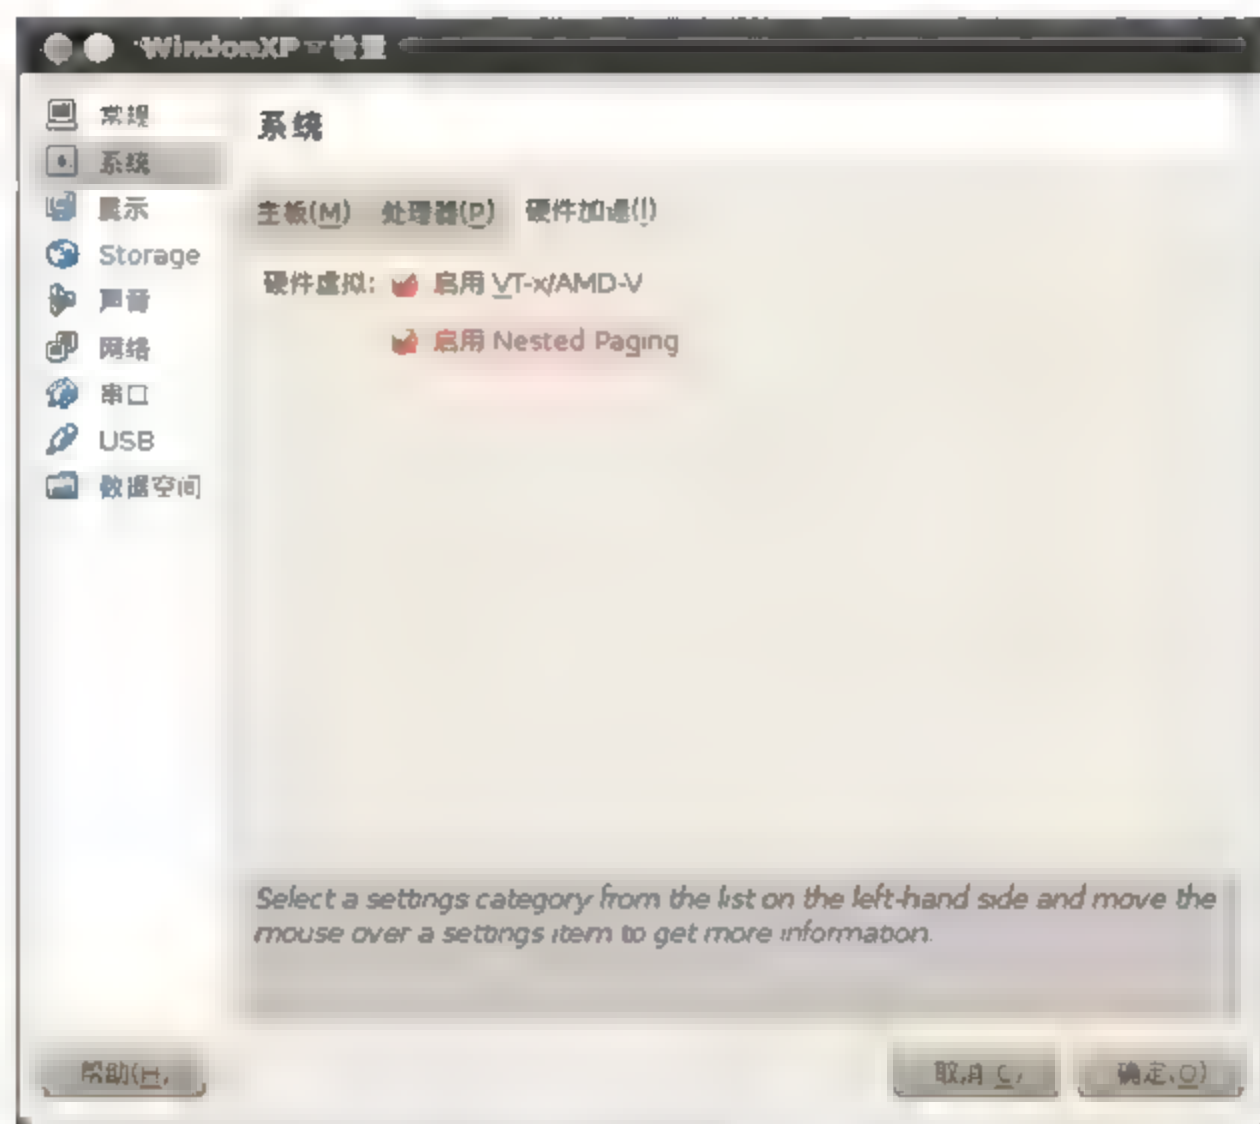 WindonXP - 设置
常规
系统
显示
Storage
声音
网络
串口
USB
数据空间
系统
主板(M) 处理器(P) 硬件加速(I)
硬件虚拟: 启用 VT-x/AMD-V
启用 Nested Paging
Select a settings category from the list on the left-hand side and move the
mouse over a settings item to get more information.
帮助(H) 取消(C) 确定(O)